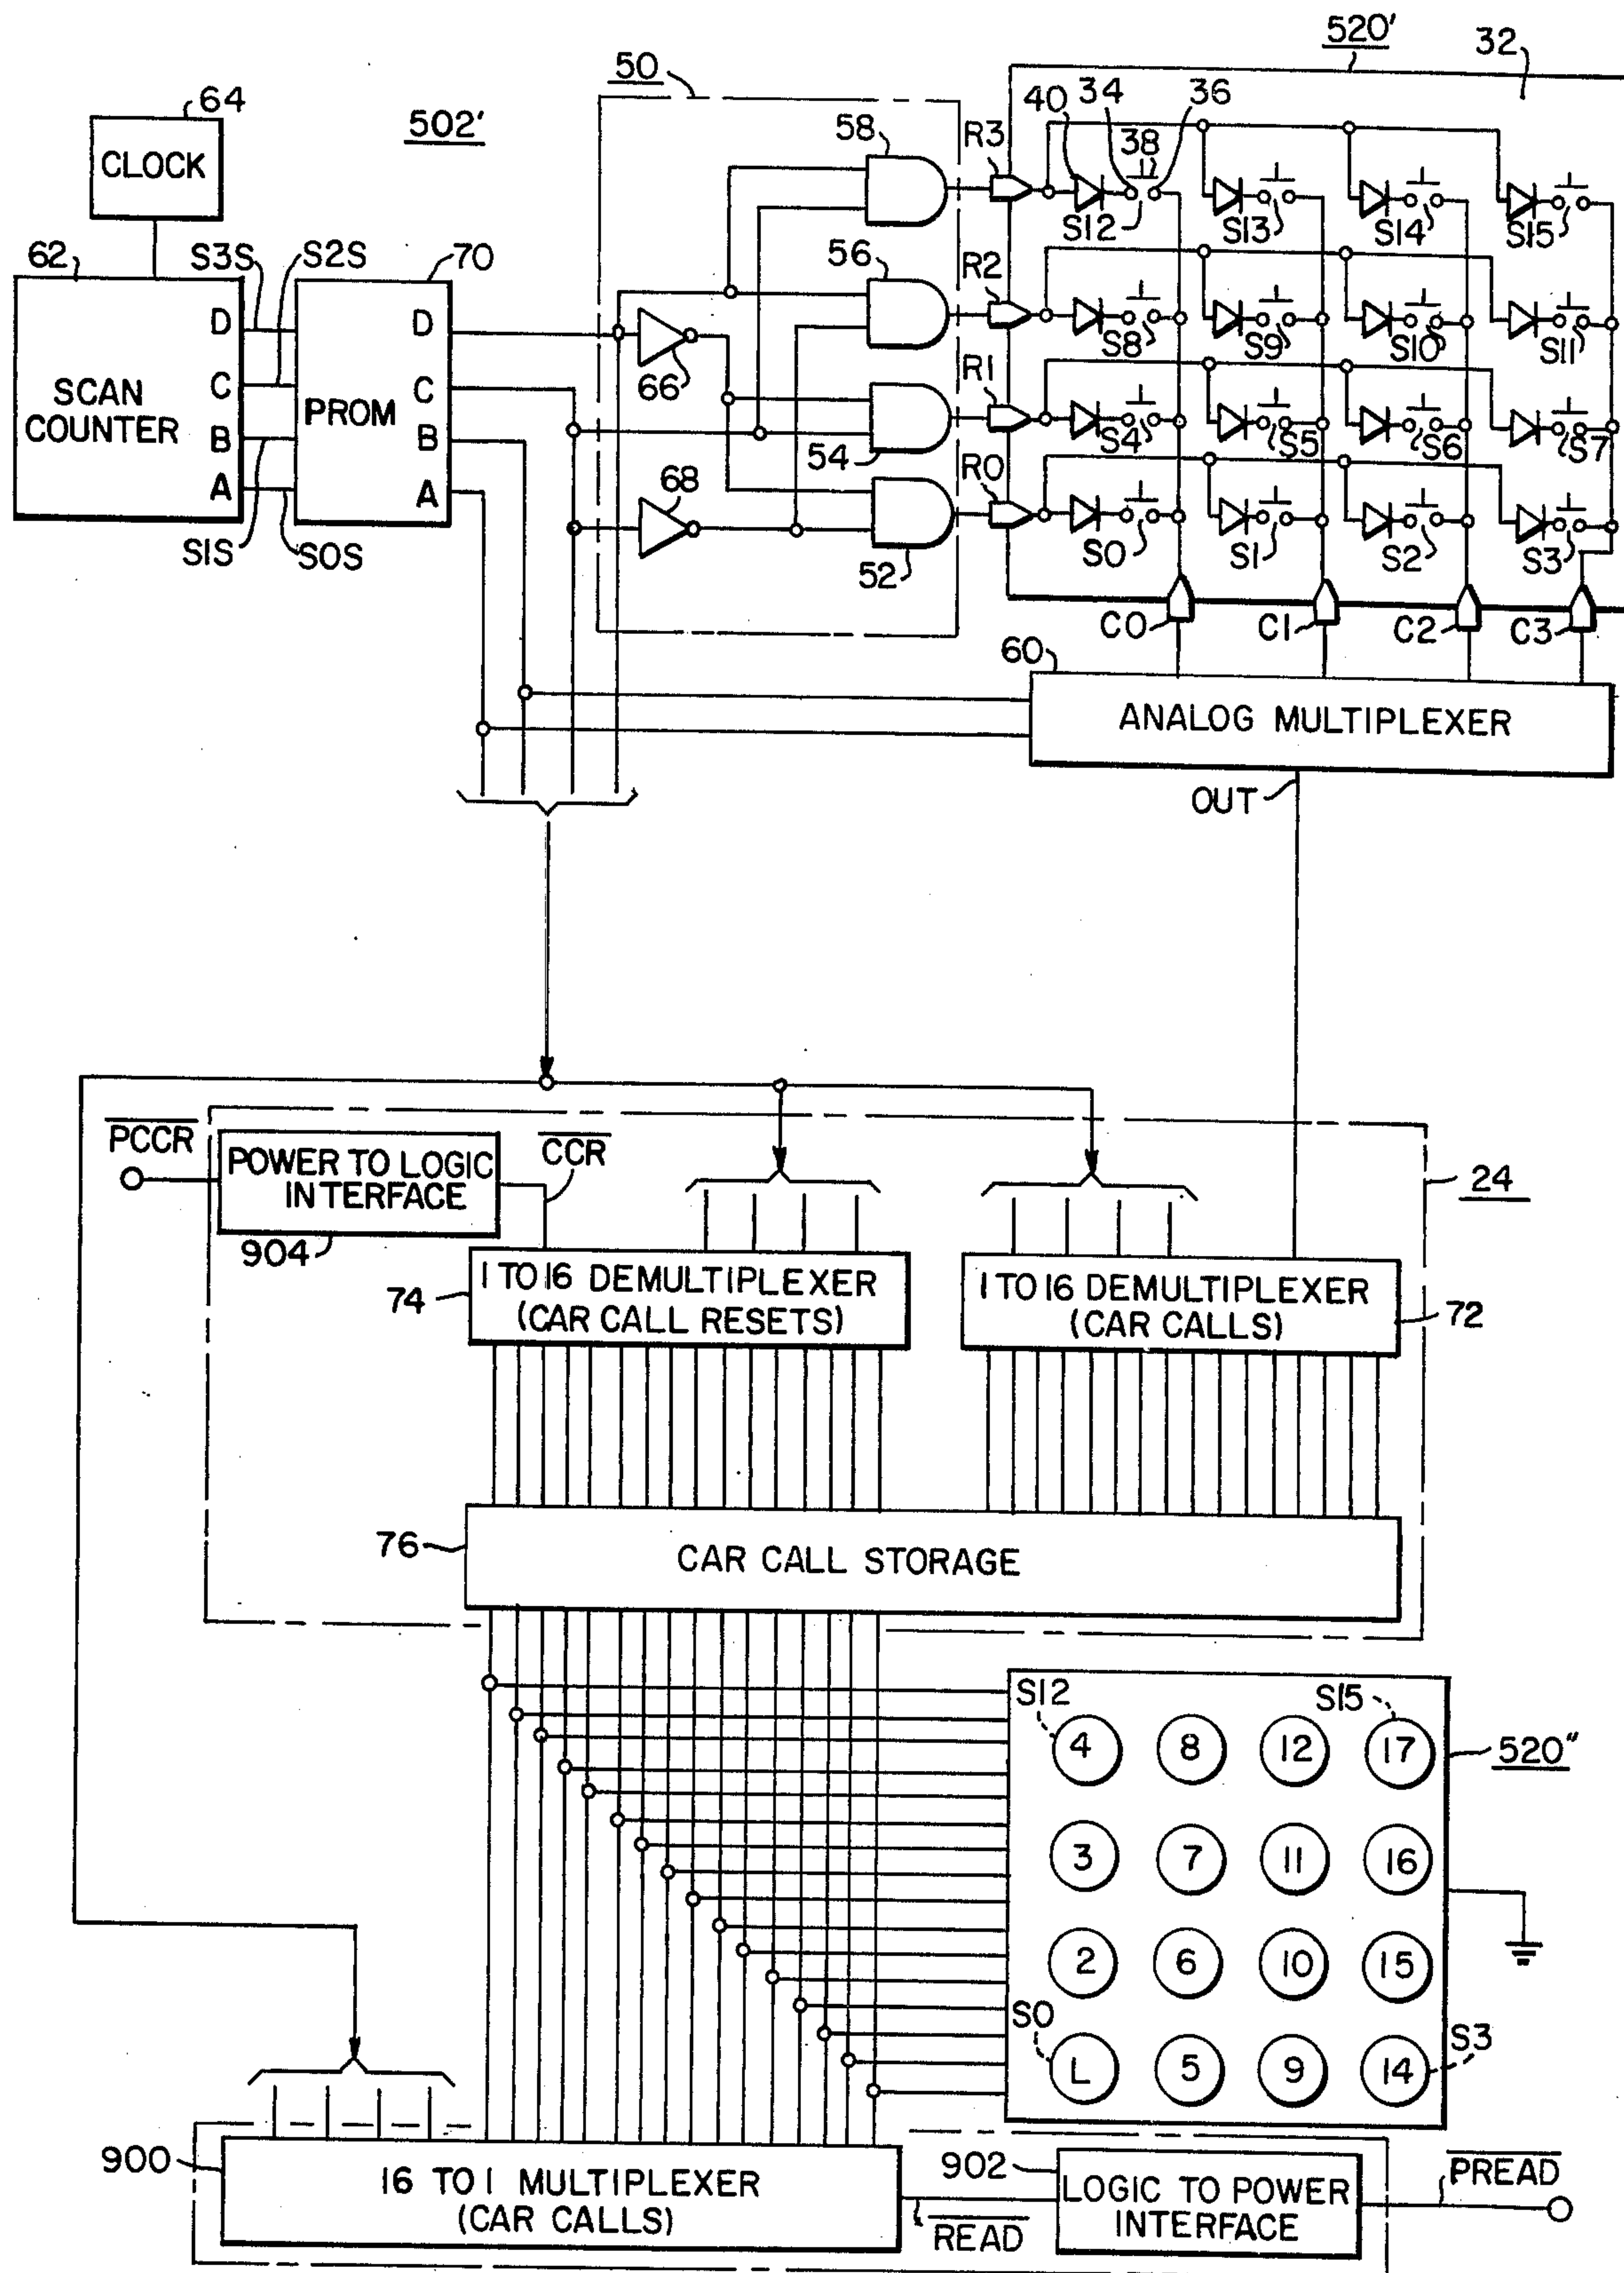 520'
32
50
64
502'
CLOCK
58
R3
40
34
36
38
S12
S13
S14
S15
62
S3S
S2S
70
56
R2
D
D
S8
S9
S10
S11
66
SCAN
COUNTER
C
PROM
C
R1
B
B
54
S4
S5
S6
S7
A
A
68
R0
S1S
S0S
52
S0
S1
S2
S3
C0
C1
C2
C3
60
ANALOG MULTIPLEXER
OUT
PCCR
POWER TO LOGIC
INTERFACE
CCR
24
904
74
1 TO 16 DEMULTIPLEXER
(CAR CALL RESETS)
1 TO 16 DEMULTIPLEXER
(CAR CALLS)
72
76
CAR CALL STORAGE
S12
S15
4
8
12
17
520"
3
7
11
16
2
6
10
15
S0
S3
L
5
9
14
900
16 TO 1 MULTIPLEXER
(CAR CALLS)
READ
902
LOGIC TO POWER
INTERFACE
PREAD